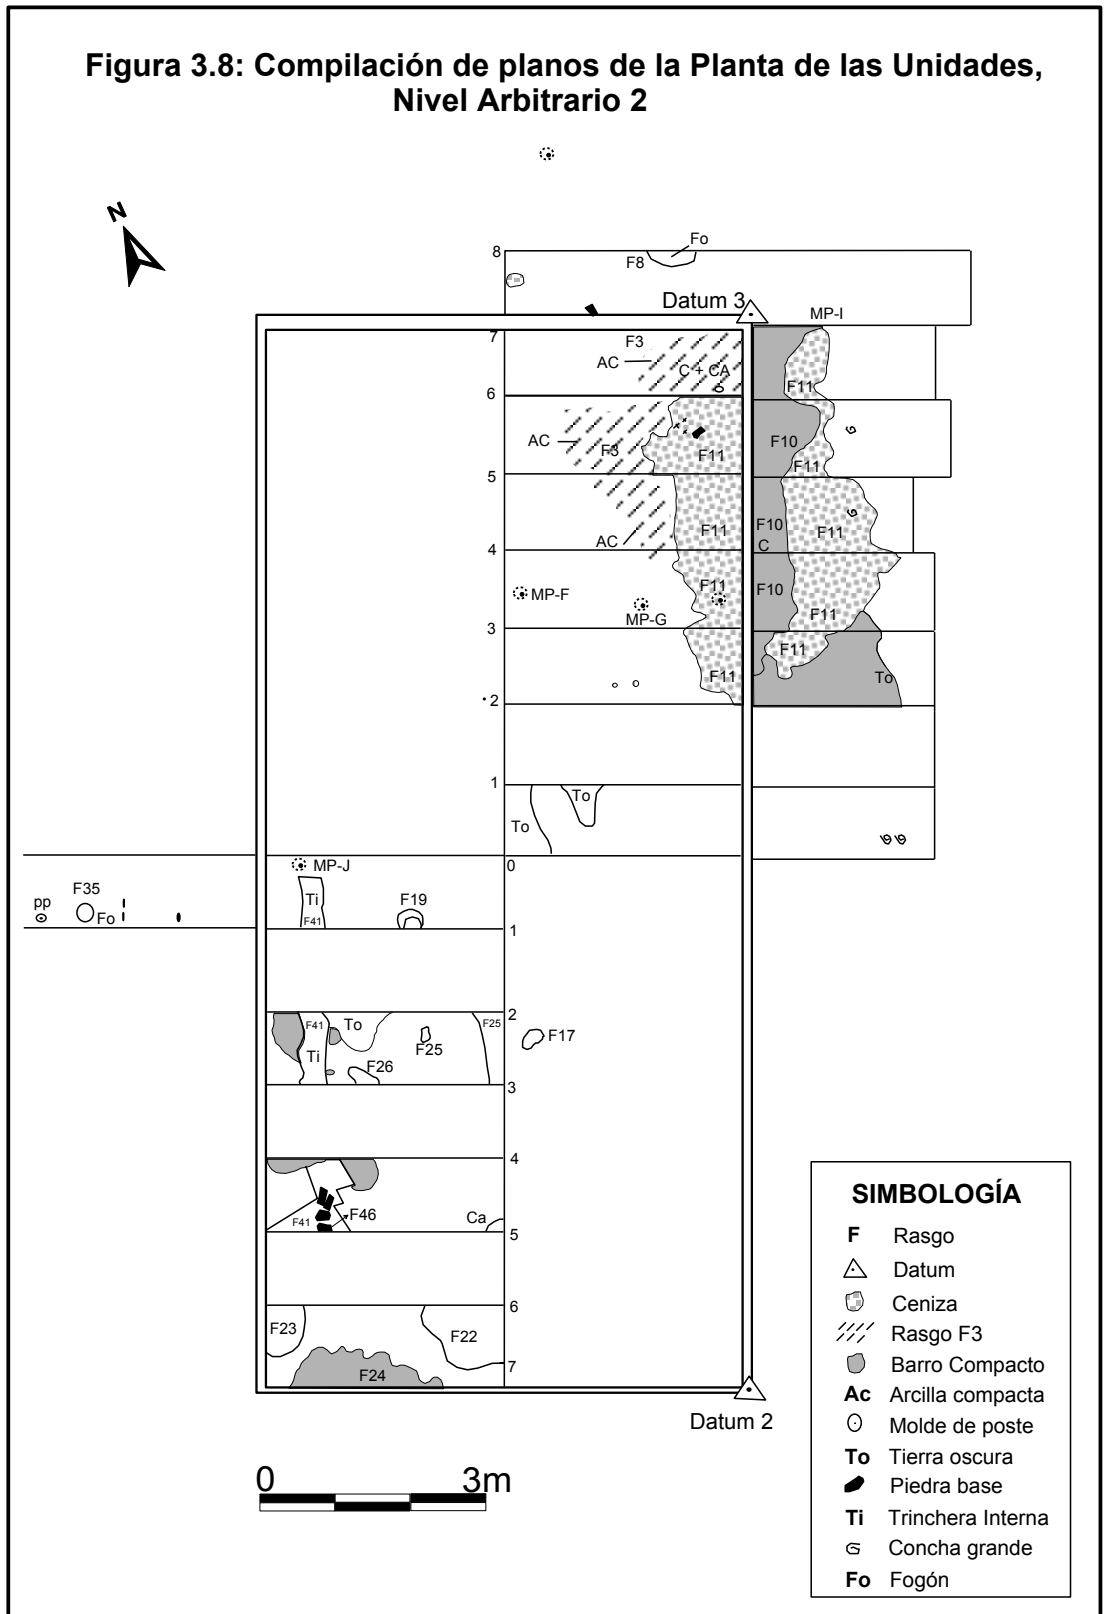 Figura 3.8: Compilación de planos de la Planta de las Unidades,
Nivel Arbitrario 2
N
8
Fo
F8
Datum 3
MP-I
7
F3
AC
C + CA
F11
6
AC
F3
F11
F10
F11
5
F11
F10
C
F11
AC
4
MP-F
MP-G
F11
F10
F11
3
F11
F11
To
2
1
To
To
0
MP-J
pp
F35
Fo
Ti
F41
F19
1
2
F41
To
F25
F25
F17
Ti
F26
3
4
F41
F46
Ca
5
6
F23
F22
7
F24
Datum 2
0
3m
SIMBOLOGÍA
F Rasgo
Datum
Ceniza
Rasgo F3
Barro Compacto
Ac Arcilla compacta
Molde de poste
To Tierra oscura
Piedra base
Ti Trinchera Interna
Concha grande
Fo Fogón